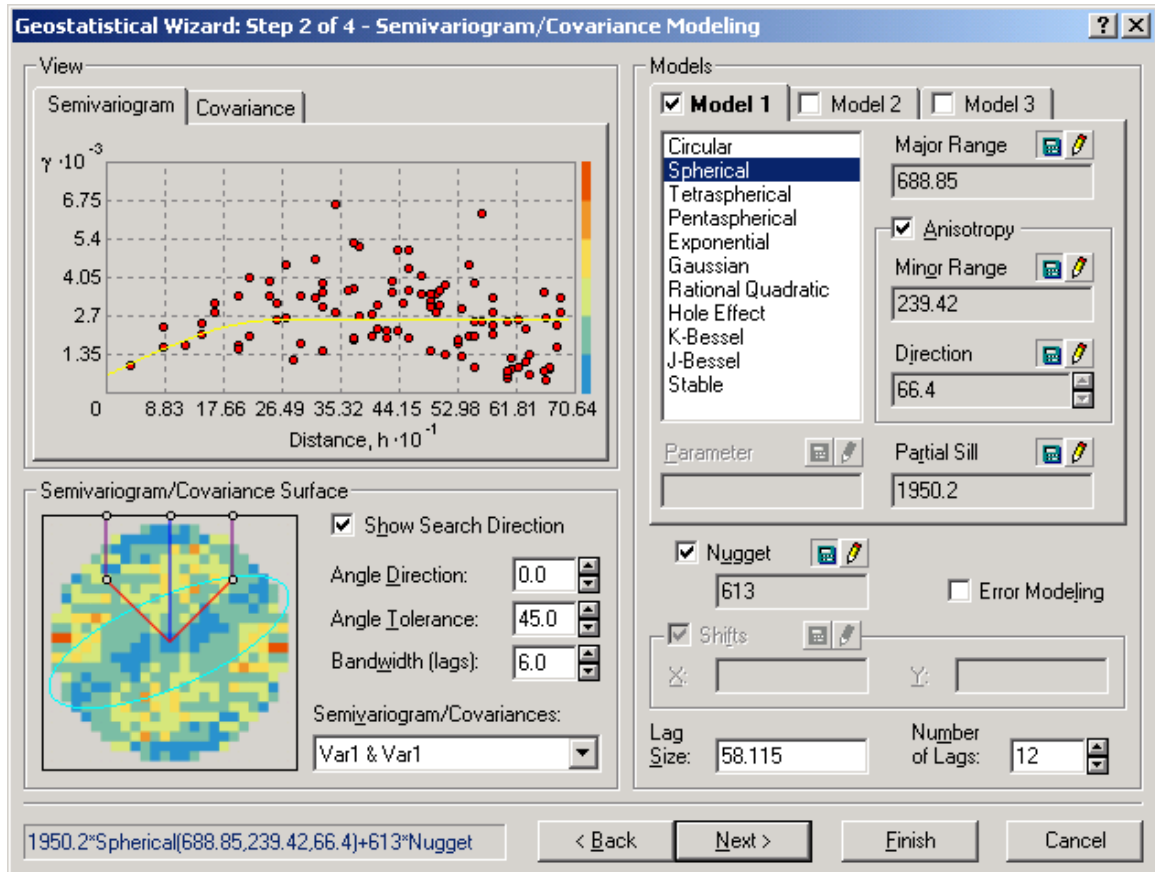 Geostatistical Wizard: Step 2 of 4 - Semivariogram/Covariance Modeling
View
Semivariogram
Covariance
γ ·10 -3
6.75
5.4
4.05
2.7
1.35
0 8.83 17.66 26.49 35.32 44.15 52.98 61.81 70.64
Distance, h ·10 -1
Semivariogram/Covariance Surface
Show Search Direction
Angle Direction: 0.0
Angle Tolerance: 45.0
Bandwidth (lags): 6.0
Semivariogram/Covariances:
Var1 & Var1
Models
Model 1 Model 2 Model 3
Circular
Spherical
Tetraspherical
Pentaspherical
Exponential
Gaussian
Rational Quadratic
Hole Effect
K-Bessel
J-Bessel
Stable
Major Range
688.85
Anisotropy
Minor Range
239.42
Direction
66.4
Parameter
Partial Sill
1950.2
Nugget
613
Error Modeling
Shifts
X: Y:
Lag Size: 58.115
Number of Lags: 12
1950.2*Spherical(688.85,239.42,66.4)+613*Nugget
< Back Next > Finish Cancel